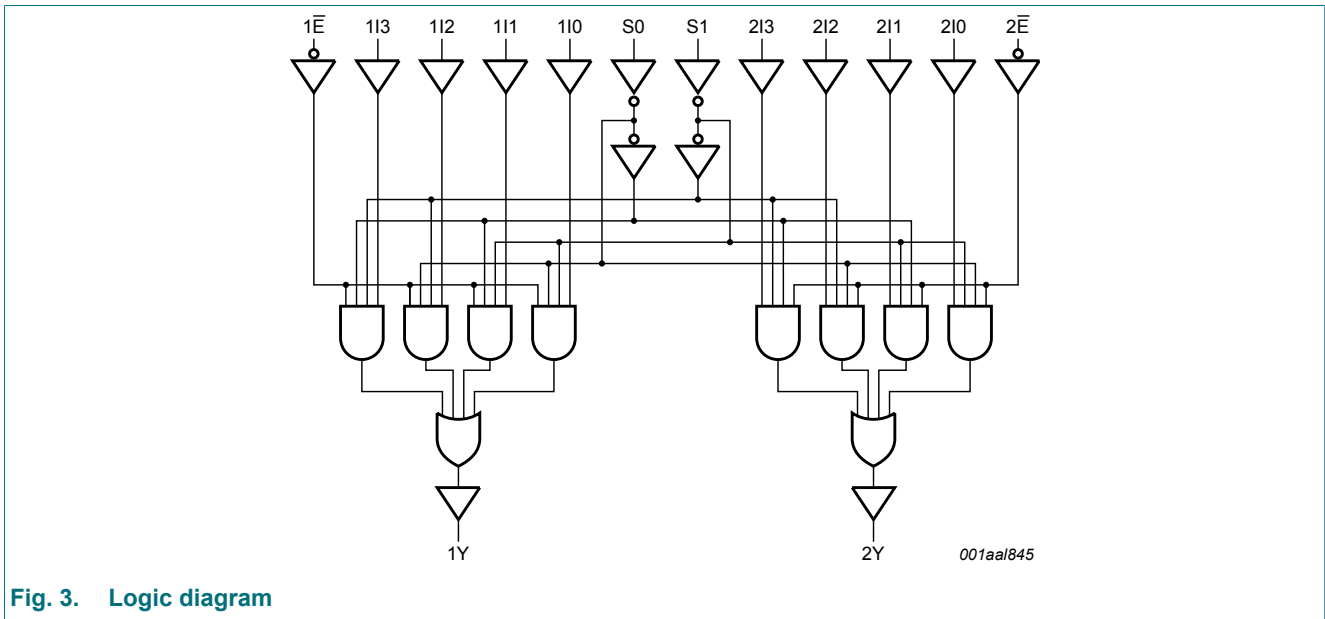 1E̅ 1I3 1I2 1I1 1I0 S0 S1 2I3 2I2 2I1 2I0 2E̅
1Y 2Y 001aal845
Fig. 3. Logic diagram